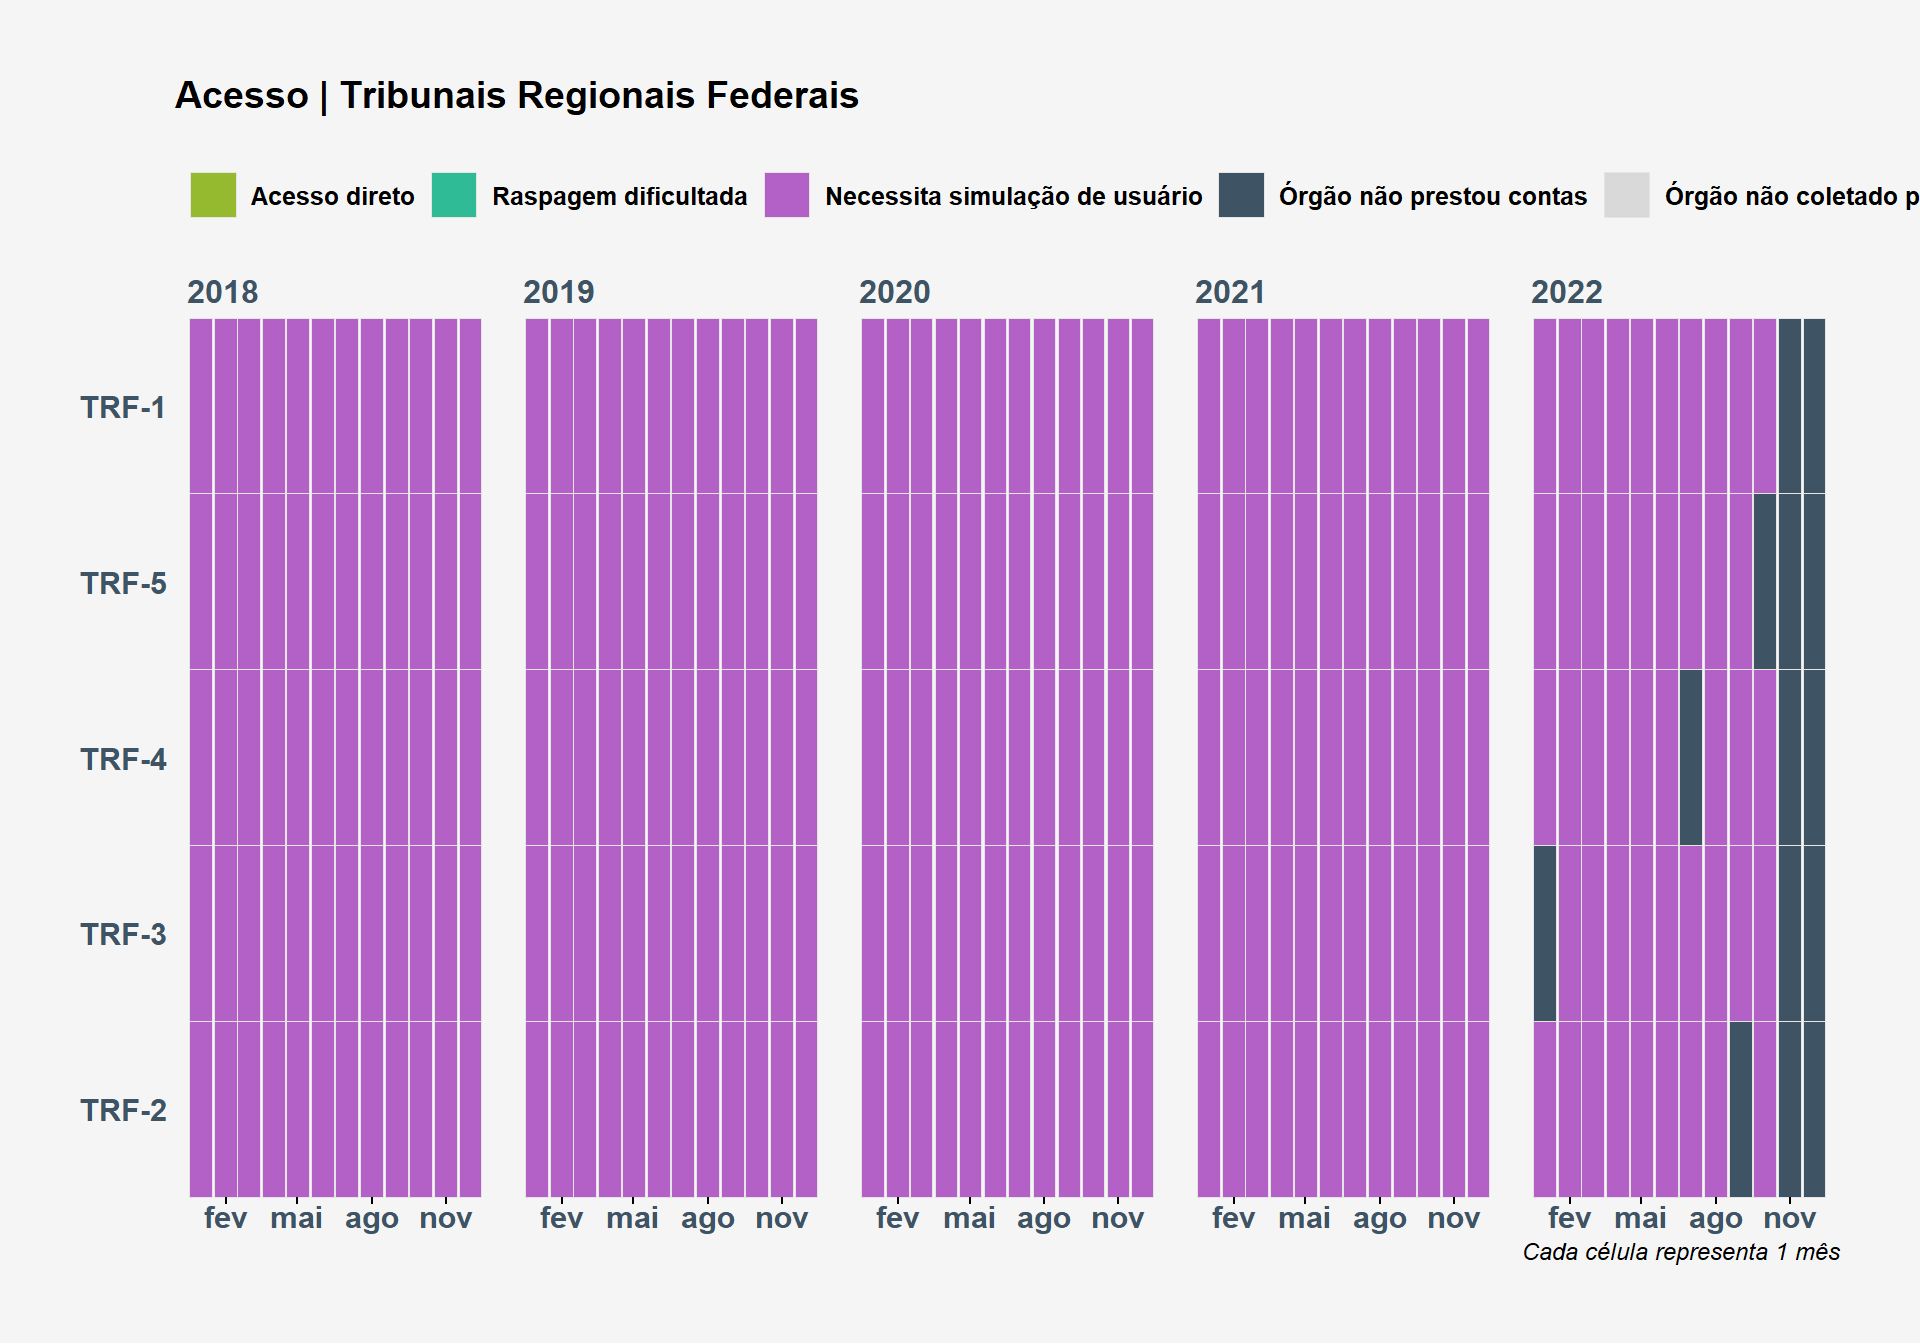 Acesso | Tribunais Regionais Federais
Acesso direto Raspagem dificultada Necessita simulação de usuário Órgão não prestou contas Órgão não coletado p
2018 2019 2020 2021 2022
TRF-1
TRF-5
TRF-4
TRF-3
TRF-2
fev mai ago nov fev mai ago nov fev mai ago nov fev mai ago nov fev mai ago nov
Cada célula representa 1 mês